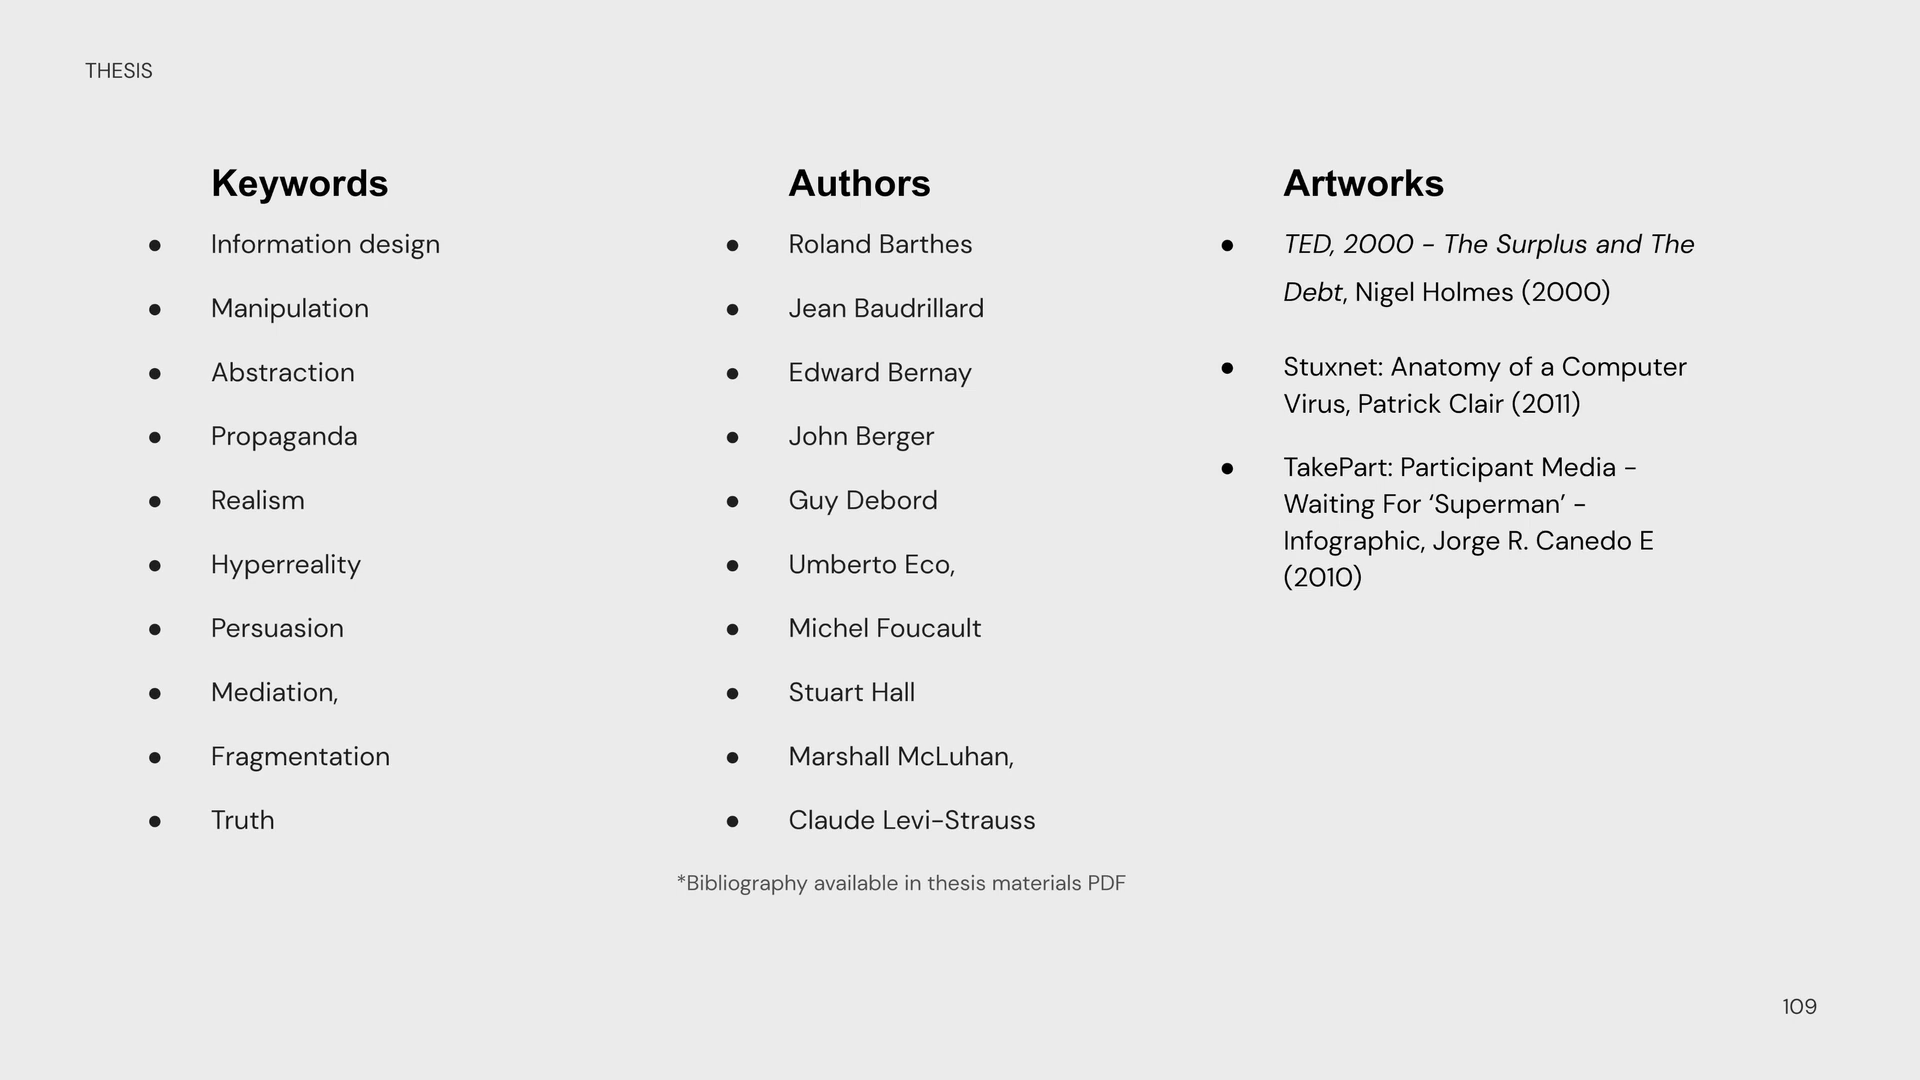 THESIS
Keywords
● Information design
● Manipulation
● Abstraction
● Propaganda
● Realism
● Hyperreality
● Persuasion
● Mediation,
● Fragmentation
● Truth
Authors
● Roland Barthes
● Jean Baudrillard
● Edward Bernay
● John Berger
● Guy Debord
● Umberto Eco,
● Michel Foucault
● Stuart Hall
● Marshall McLuhan,
● Claude Levi-Strauss
Artworks
● TED, 2000 - The Surplus and The
Debt, Nigel Holmes (2000)
● Stuxnet: Anatomy of a Computer
Virus, Patrick Clair (2011)
● TakePart: Participant Media -
Waiting For ‘Superman’ -
Infographic, Jorge R. Canedo E
(2010)
*Bibliography available in thesis materials PDF
109